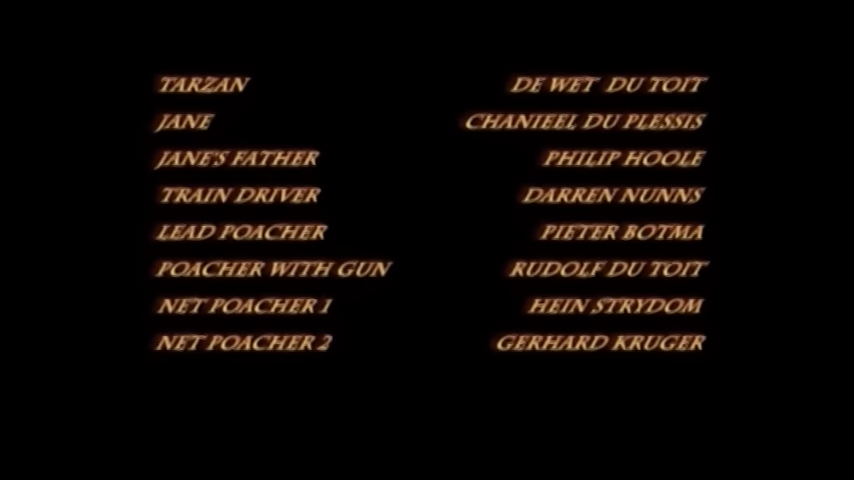 TARZAN DE WET DU TOIT
JANE CHANIEEL DU PLESSIS
JANE'S FATHER PHILIP HOOLE
TRAIN DRIVER DARREN NUNNS
LEAD POACHER PIETER BOTMA
POACHER WITH GUN RUDOLF DU TOIT
NET POACHER 1 HEIN STRYDOM
NET POACHER 2 GERHARD KRUGER